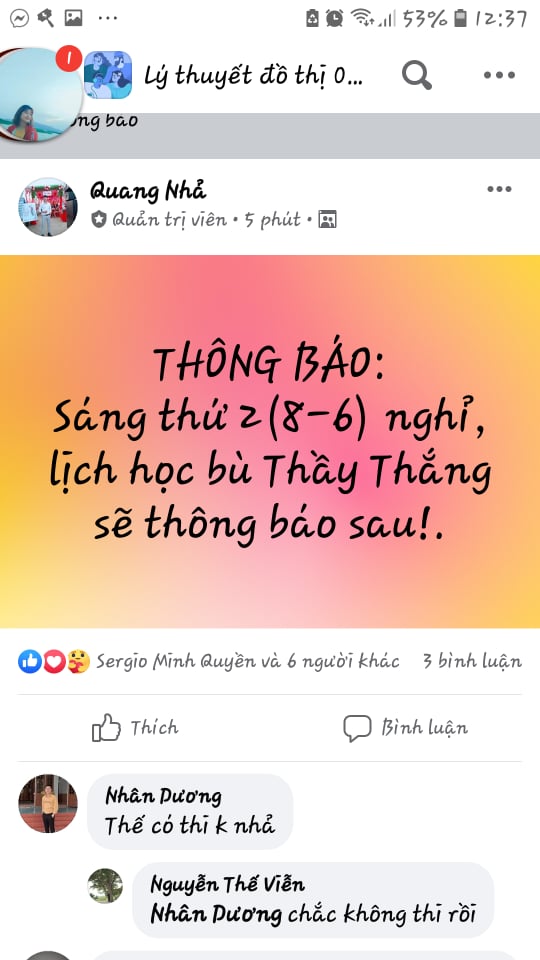 53% 12:37
1
Lý thuyết đồ thị 0...
ong bao
Quang Nhả
Quản trị viên • 5 phút •
THÔNG BÁO:
Sáng thứ 2(8-6) nghỉ,
lịch học bù Thầy Thắng
sẽ thông báo sau!.
Sergio Minh Quyền và 6 người khác 3 bình luận
Thích Bình luận
Nhân Dương
Thế có thi k nhả
Nguyễn Thế Viễn
Nhân Dương chắc không thi rồi